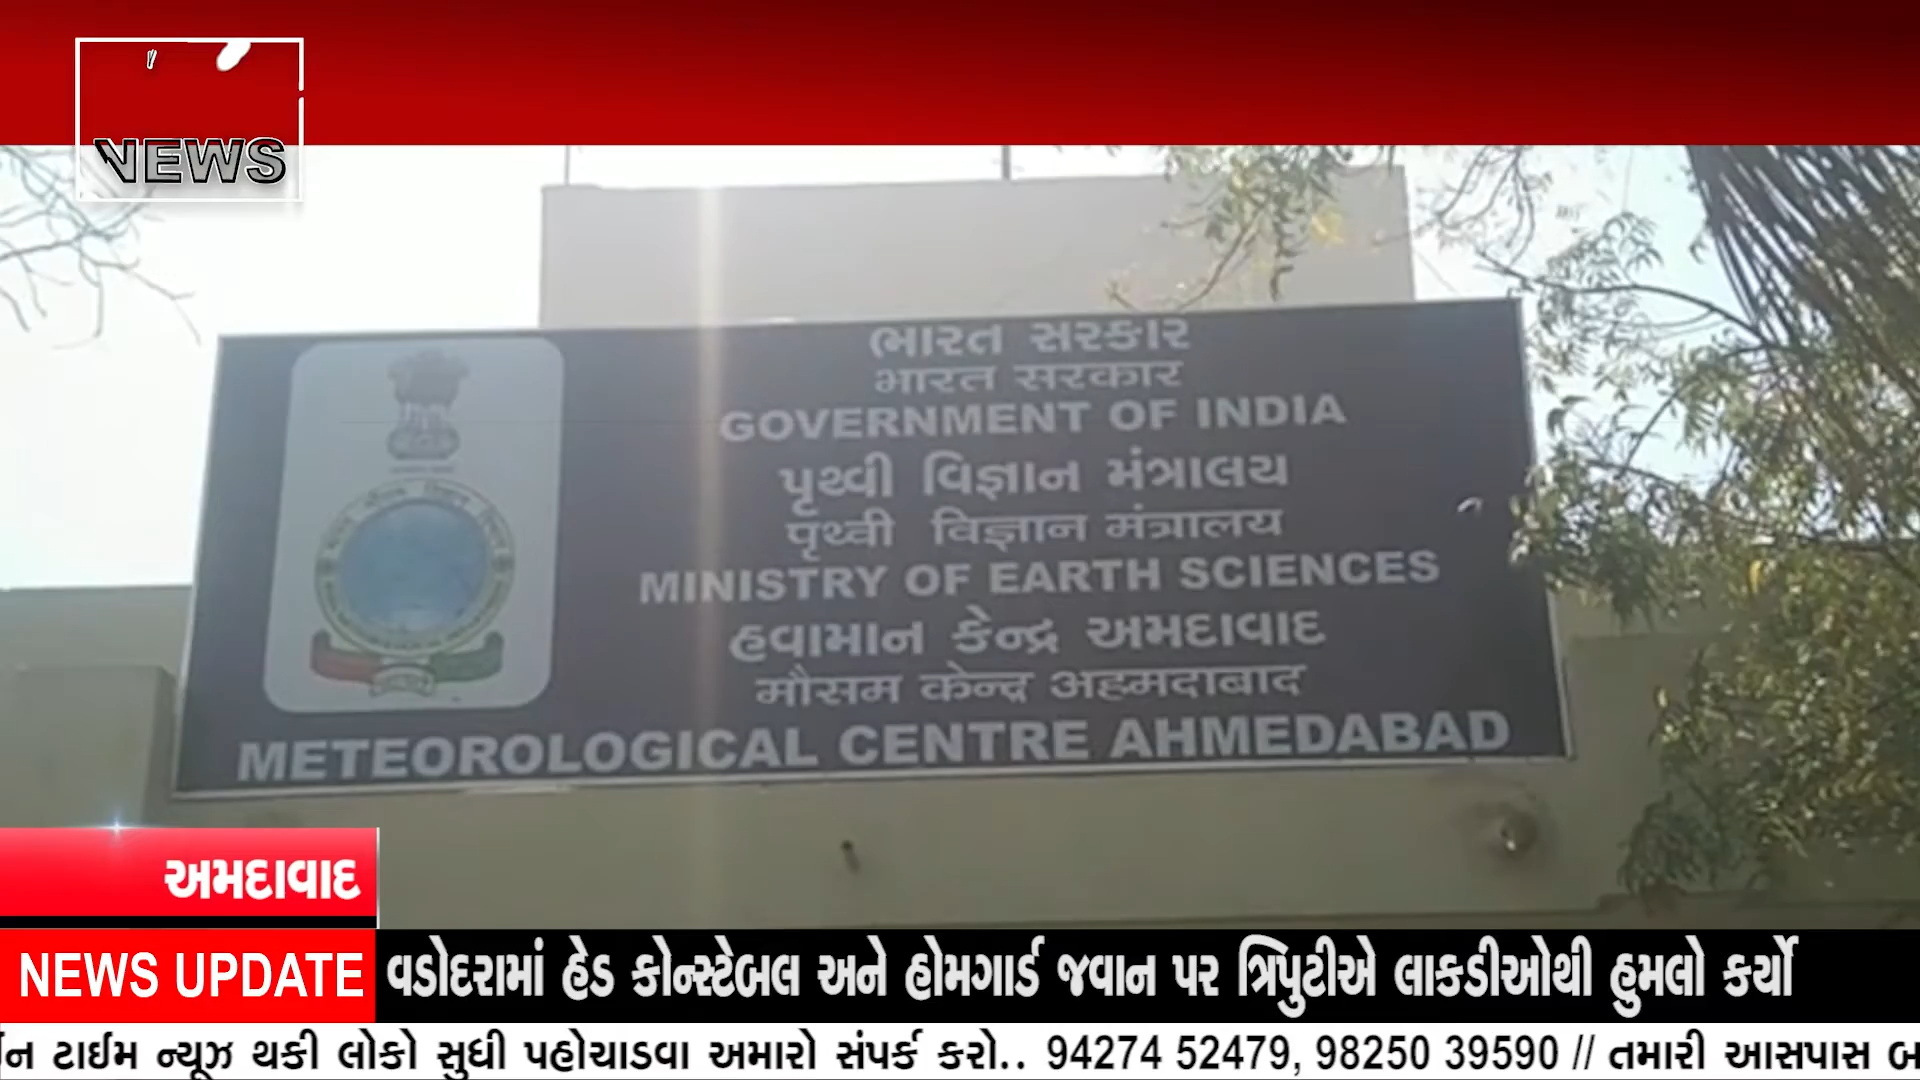 NEWS
ભારત સરકાર
भारत सरकार
GOVERNMENT OF INDIA
પૃથ્વી વિજ્ઞાન મંત્રાલય
पृथ्वी विज्ञान मंत्रालय
MINISTRY OF EARTH SCIENCES
હવામાન કેન્દ્ર અમદાવાદ
मौसम केन्द्र अहमदाबाद
METEOROLOGICAL CENTRE AHMEDABAD
અમદાવાદ
NEWS UPDATE વડોદરામાં હેડ કોન્સ્ટેબલ અને હોમગાર્ડ જવાન પર ત્રિપુટીએ લાકડીઓથી હુમલો કર્યો
ટાઈમ ન્યૂઝ થકી લોકો સુધી પહોચાડવા અમારો સંપર્ક કરો.. 94274 52479, 98250 39590 // તમારી આસપાસ